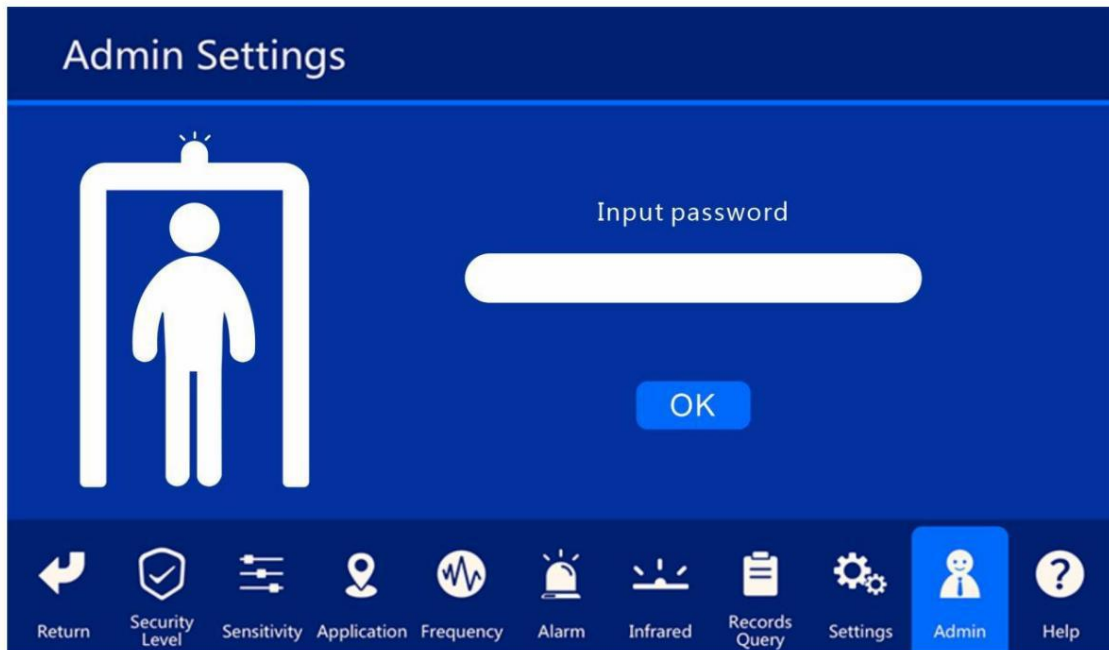 Admin Settings
Input password
OK
Return
Security
Level
Sensitivity
Application
Frequency
Alarm
Infrared
Records
Query
Settings
Admin
Help